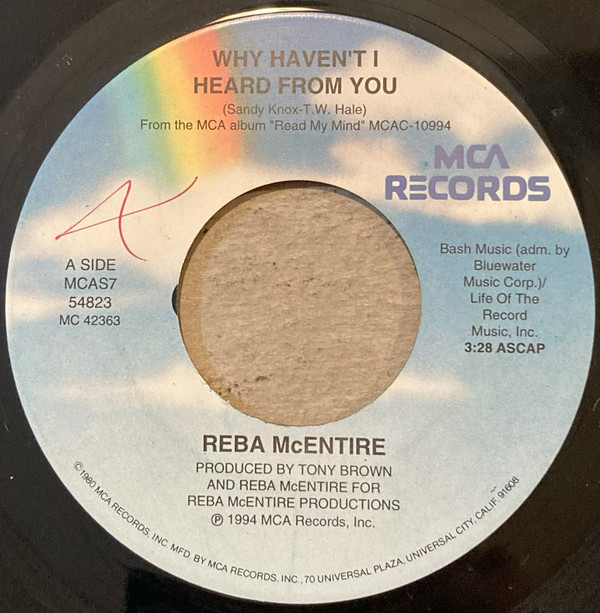 WHY HAVEN'T I
HEARD FROM YOU
(Sandy Knox-T.W. Hale)
From the MCA album "Read My Mind" MCAC-10994
MCA
RECORDS
A SIDE
MCAS7
54823
MC 42363
Bash Music (adm. by
Bluewater
Music Corp.)/
Life Of The
Record
Music, Inc.
3:28 ASCAP
REBA McENTIRE
PRODUCED BY TONY BROWN
AND REBA McENTIRE FOR
REBA McENTIRE PRODUCTIONS
℗ 1994 MCA Records, Inc.
©1980 MCA RECORDS, INC. MFD. BY MCA RECORDS, INC., 70 UNIVERSAL PLAZA, UNIVERSAL CITY, CALIF. 91608